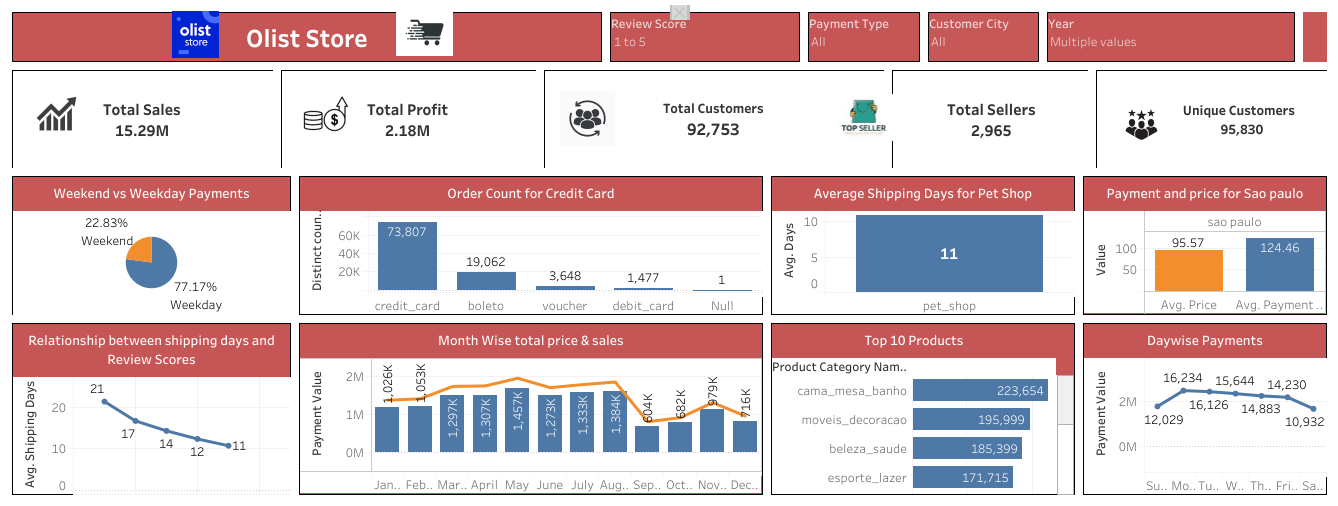 olist
store
Olist Store
Review Score
1 to 5
Payment Type
All
Customer City
All
Year
Multiple values
Total Sales
15.29M
Total Profit
2.18M
Total Customers
92,753
TOP SELLER
Total Sellers
2,965
Unique Customers
95,830
Weekend vs Weekday Payments
22.83%
Weekend
77.17%
Weekday
Order Count for Credit Card
Distinct coun..
60K
40K
20K
73,807
19,062
3,648
1,477
1
credit_card boleto voucher debit_card Null
Average Shipping Days for Pet Shop
Avg. Days
10
5
0
11
pet_shop
Payment and price for Sao paulo
sao paulo
Value
100
50
95.57
124.46
Avg. Price Avg. Payment ..
Relationship between shipping days and
Review Scores
Avg. Shipping Days
20
10
0
21
17
14
12
11
Month Wise total price & sales
Payment Value
2M
1M
0M
1,026K
1,053K
1,297K
1,307K
1,457K
1,273K
1,333K
1,384K
604K
682K
979K
716K
Jan.. Feb.. Mar.. April May June July Aug.. Sep.. Oct.. Nov.. Dec..
Top 10 Products
Product Category Nam..
cama_mesa_banho 223,654
moveis_decoracao 195,999
beleza_saude 185,399
esporte_lazer 171,715
Daywise Payments
Payment Value
2M
0M
12,029
16,234
16,126
15,644
14,883
14,230
10,932
Su.. Mo.. Tu.. W.. Th.. Fri.. Sa..